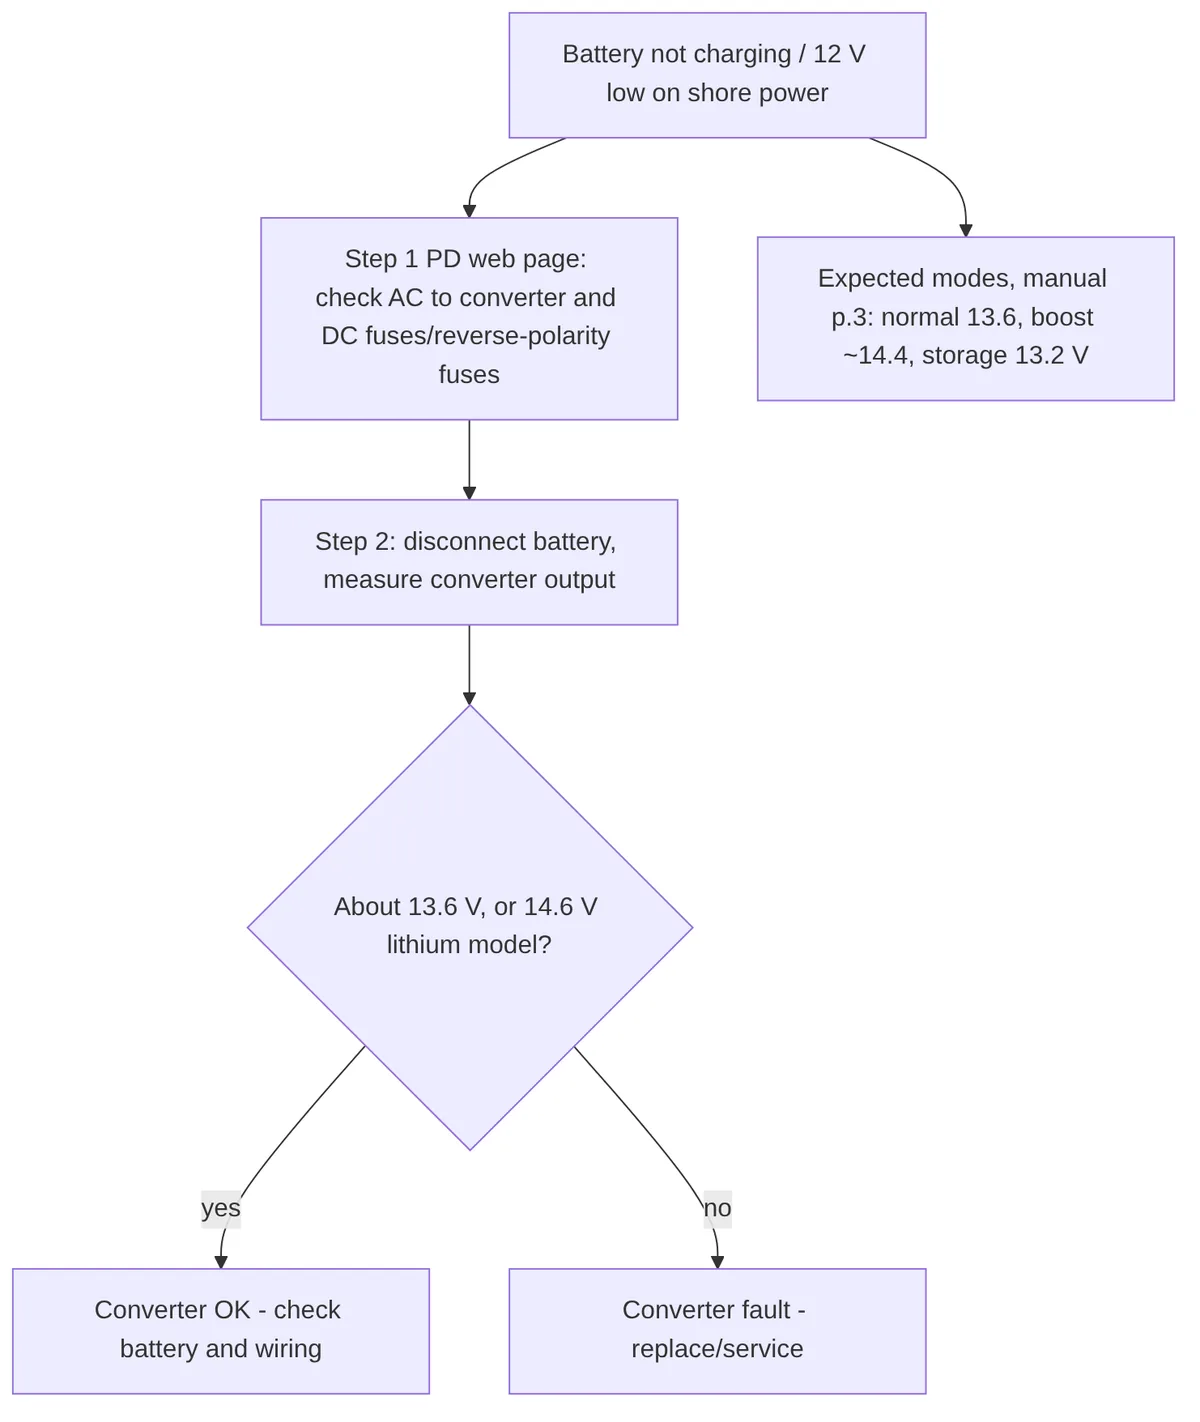 Battery not charging / 12 V
low on shore power
Step 1 PD web page:
check AC to converter and
DC fuses/reverse-polarity
fuses
Expected modes, manual
p.3: normal 13.6, boost
~14.4, storage 13.2 V
Step 2: disconnect battery,
measure converter output
About 13.6 V, or 14.6 V
lithium model?
yes
no
Converter OK - check
battery and wiring
Converter fault -
replace/service